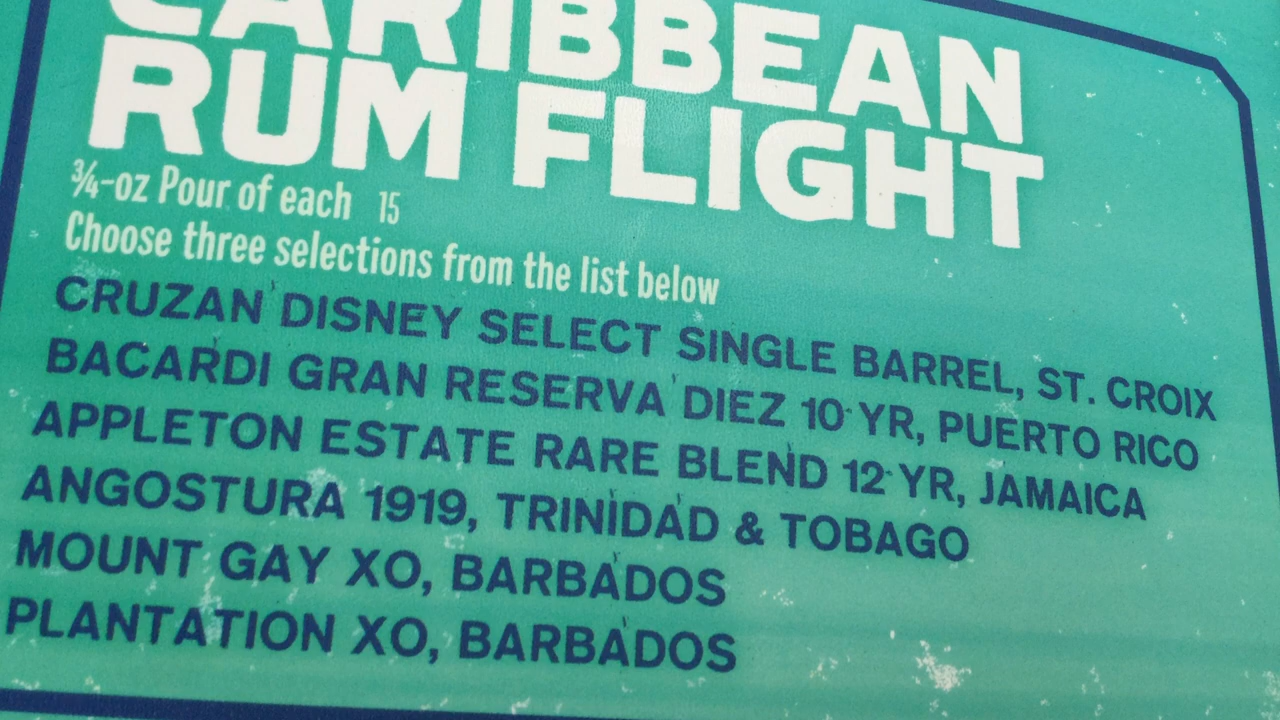 CARIBBEAN
RUM FLIGHT
¾-oz Pour of each 15
Choose three selections from the list below
CRUZAN DISNEY SELECT SINGLE BARREL, ST. CROIX
BACARDI GRAN RESERVA DIEZ 10 YR, PUERTO RICO
APPLETON ESTATE RARE BLEND 12 YR, JAMAICA
ANGOSTURA 1919, TRINIDAD & TOBAGO
MOUNT GAY XO, BARBADOS
PLANTATION XO, BARBADOS